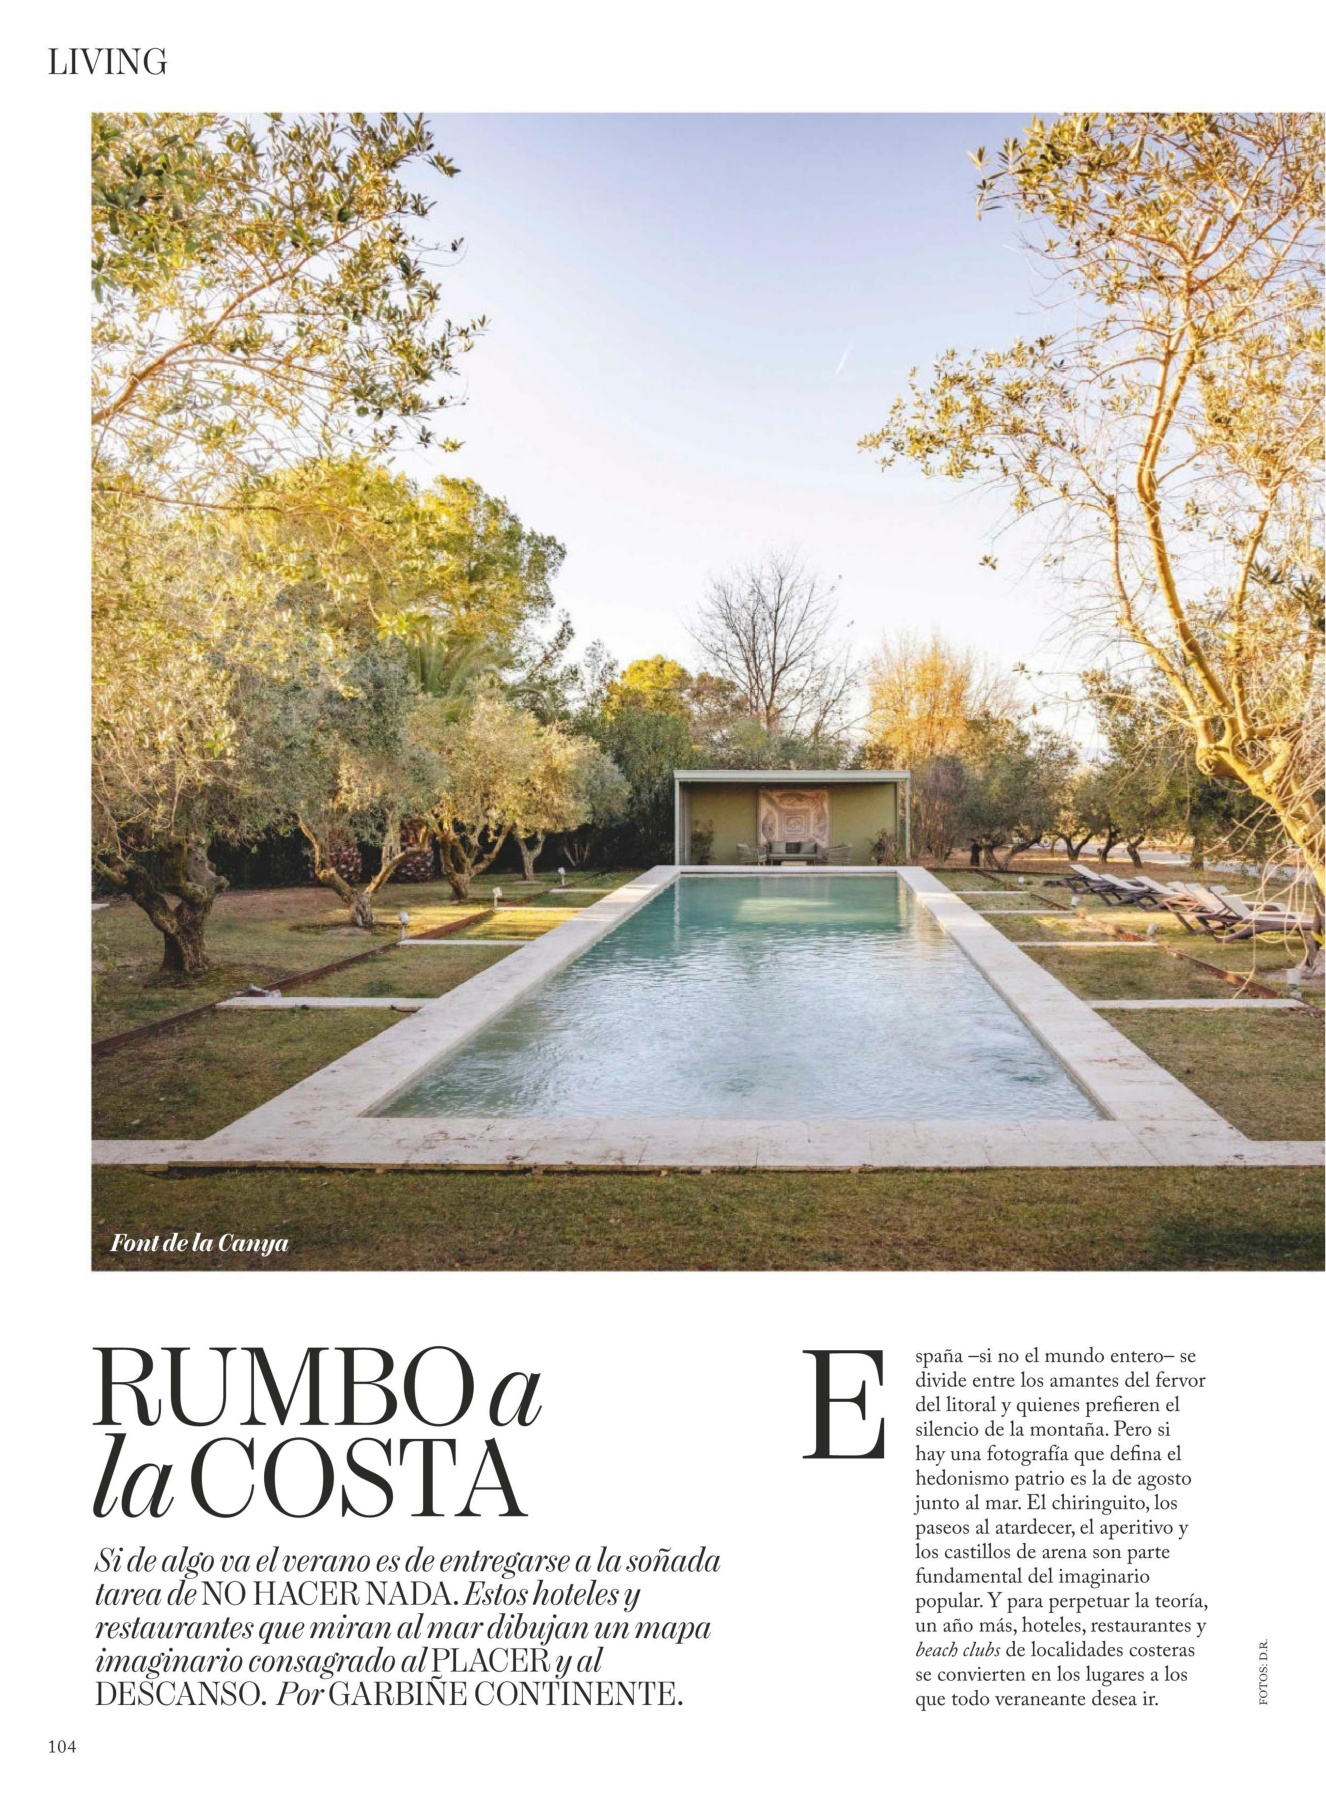 LIVING
Font de la Canya
RUMBO a
la COSTA
Si de algo va el verano es de entregarse a la soñada
tarea de NO HACER NADA. Estos hoteles y
restaurantes que miran al mar dibujan un mapa
imaginario consagrado al PLACER y al
DESCANSO. Por GARBIÑE CONTINENTE.
España –si no el mundo entero– se
divide entre los amantes del fervor
del litoral y quienes prefieren el
silencio de la montaña. Pero si
hay una fotografía que defina el
hedonismo patrio es la de agosto
junto al mar. El chiringuito, los
paseos al atardecer, el aperitivo y
los castillos de arena son parte
fundamental del imaginario
popular. Y para perpetuar la teoría,
un año más, hoteles, restaurantes y
beach clubs de localidades costeras
se convierten en los lugares a los
que todo veraneante desea ir.
FOTOS: D.R.
104